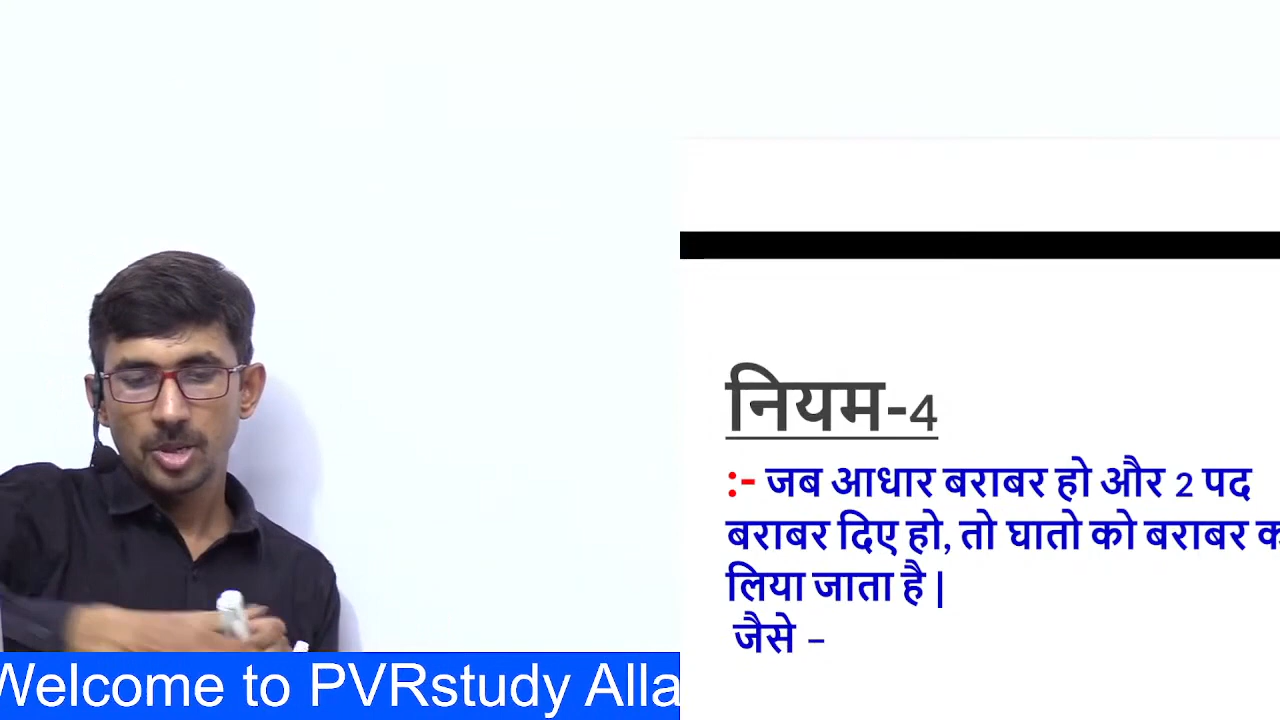 नियम-4
:- जब आधार बराबर हो और 2 पद
बराबर दिए हो, तो घातो को बराबर
लिया जाता है |
जैसे –
Welcome to PVRstudy